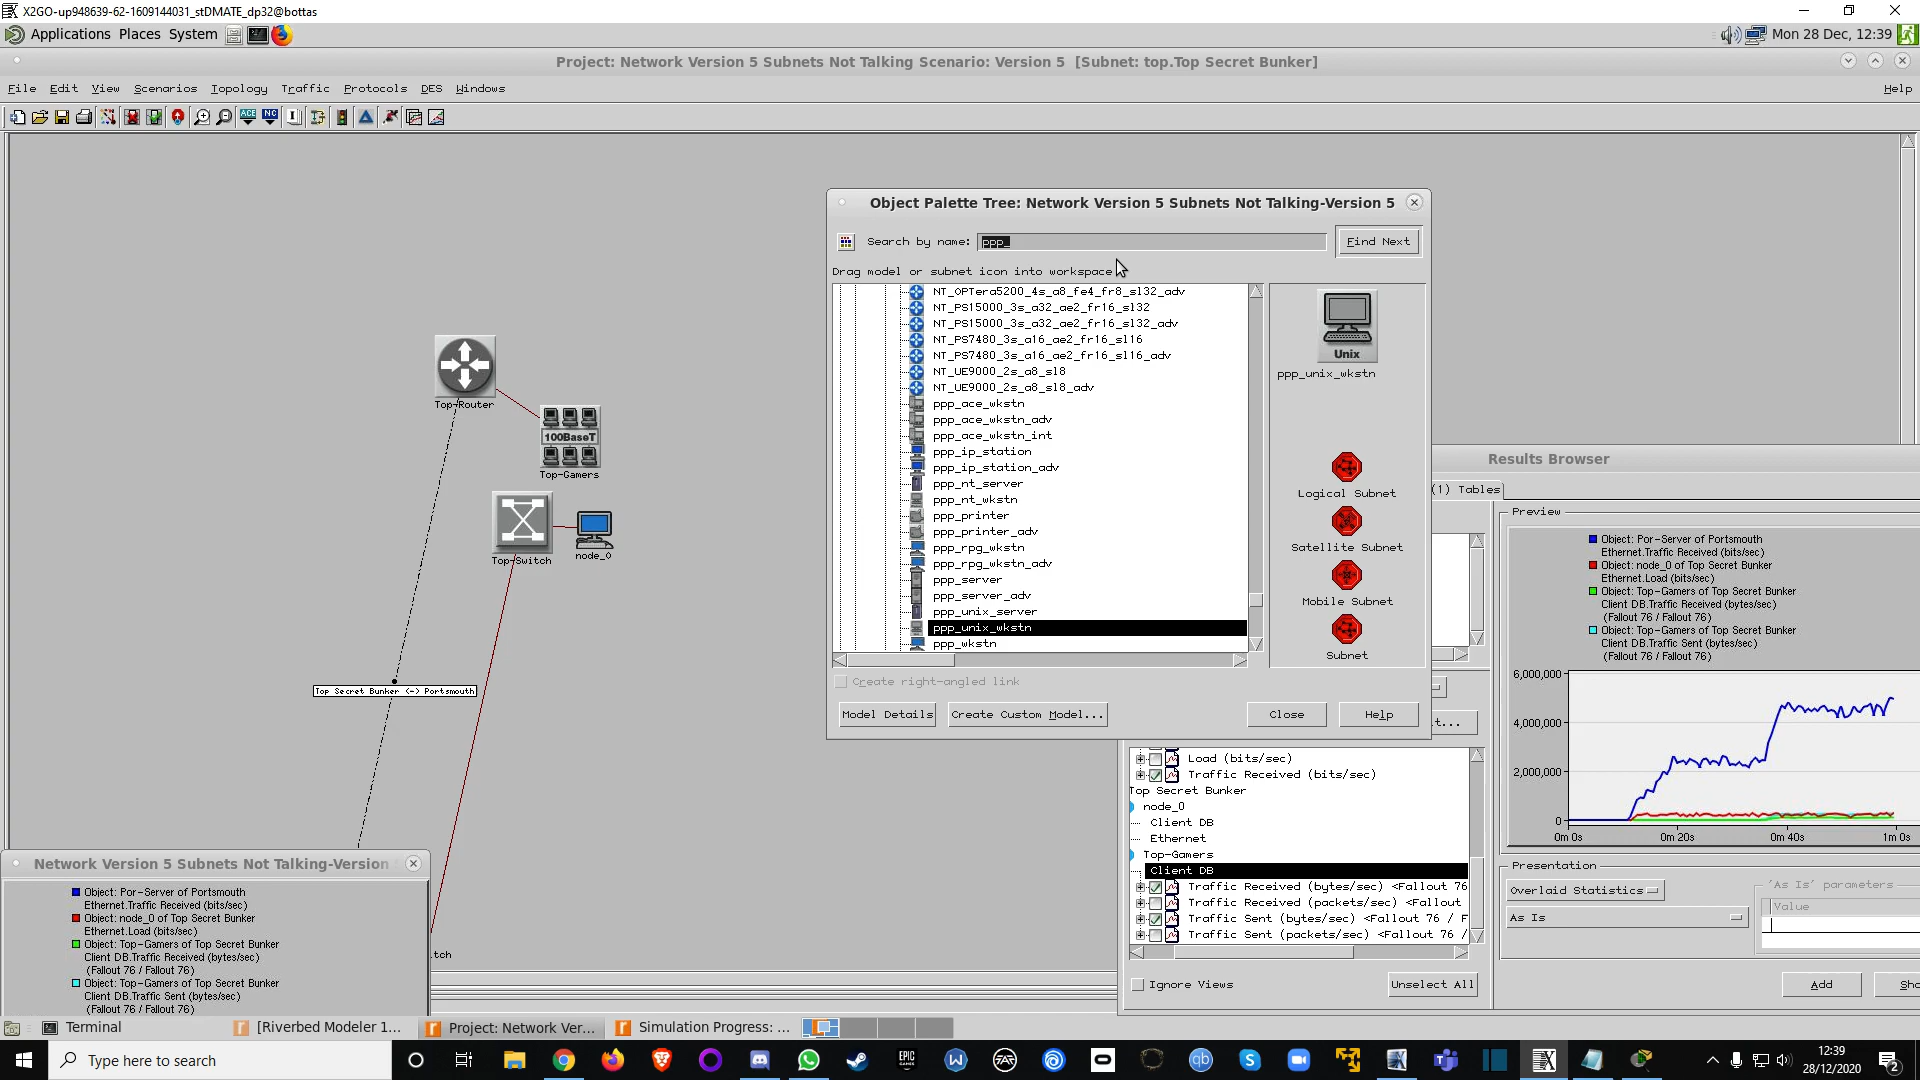 X2GO-up948639-62-1609144031_stDMATE_dp32@bottas
Applications Places System
Mon 28 Dec, 12:39
Project: Network Version 5 Subnets Not Talking Scenario: Version 5 [Subnet: top.Top Secret Bunker]
File Edit View Scenarios Topology Traffic Protocols DES Windows
Help
Top-Router
100BaseT
Top-Gamers
Top-Switch
node_0
Top Secret Bunker <-> Portsmouth
tch
Object Palette Tree: Network Version 5 Subnets Not Talking-Version 5
Search by name: ppp_
Find Next
Drag model or subnet icon into workspace
NT_OPTera5200_4s_a8_fe4_fr8_sl32_adv
NT_PS15000_3s_a32_ae2_fr16_sl32
NT_PS15000_3s_a32_ae2_fr16_sl32_adv
NT_PS7480_3s_a16_ae2_fr16_sl16
NT_PS7480_3s_a16_ae2_fr16_sl16_adv
NT_UE9000_2s_a8_sl8
NT_UE9000_2s_a8_sl8_adv
ppp_ace_wkstn
ppp_ace_wkstn_adv
ppp_ace_wkstn_int
ppp_ip_station
ppp_ip_station_adv
ppp_nt_server
ppp_nt_wkstn
ppp_printer
ppp_printer_adv
ppp_rpg_wkstn
ppp_rpg_wkstn_adv
ppp_server
ppp_server_adv
ppp_unix_server
ppp_unix_wkstn
ppp_wkstn
Unix
ppp_unix_wkstn
Logical Subnet
Satellite Subnet
Mobile Subnet
Subnet
Create right-angled link
Model Details
Create Custom Model...
Close
Help
Results Browser
(1) Tables
Preview
Object: Por-Server of Portsmouth
Ethernet.Traffic Received (bits/sec)
Object: node_0 of Top Secret Bunker
Ethernet.Load (bits/sec)
Object: Top-Gamers of Top Secret Bunker
Client DB.Traffic Received (bytes/sec)
(Fallout 76 / Fallout 76)
Object: Top-Gamers of Top Secret Bunker
Client DB.Traffic Sent (bytes/sec)
(Fallout 76 / Fallout 76)
6,000,000
4,000,000
2,000,000
0
0m 0s 0m 20s 0m 40s 1m 0s
t...
Load (bits/sec)
Traffic Received (bits/sec)
Top Secret Bunker
node_0
Client DB
Ethernet
Top-Gamers
Client DB
Traffic Received (bytes/sec) <Fallout 76
Traffic Received (packets/sec) <Fallout
Traffic Sent (bytes/sec) <Fallout 76 / F
Traffic Sent (packets/sec) <Fallout 76 /
Ignore Views
Unselect All
Presentation
Overlaid Statistics
As Is
'As Is' parameters
Value
Add
Sho
Network Version 5 Subnets Not Talking-Version
Object: Por-Server of Portsmouth
Ethernet.Traffic Received (bits/sec)
Object: node_0 of Top Secret Bunker
Ethernet.Load (bits/sec)
Object: Top-Gamers of Top Secret Bunker
Client DB.Traffic Received (bytes/sec)
(Fallout 76 / Fallout 76)
Object: Top-Gamers of Top Secret Bunker
Client DB.Traffic Sent (bytes/sec)
(Fallout 76 / Fallout 76)
Terminal
[Riverbed Modeler 1...
Project: Network Ver...
Simulation Progress: ...
Type here to search
12:39
28/12/2020
2